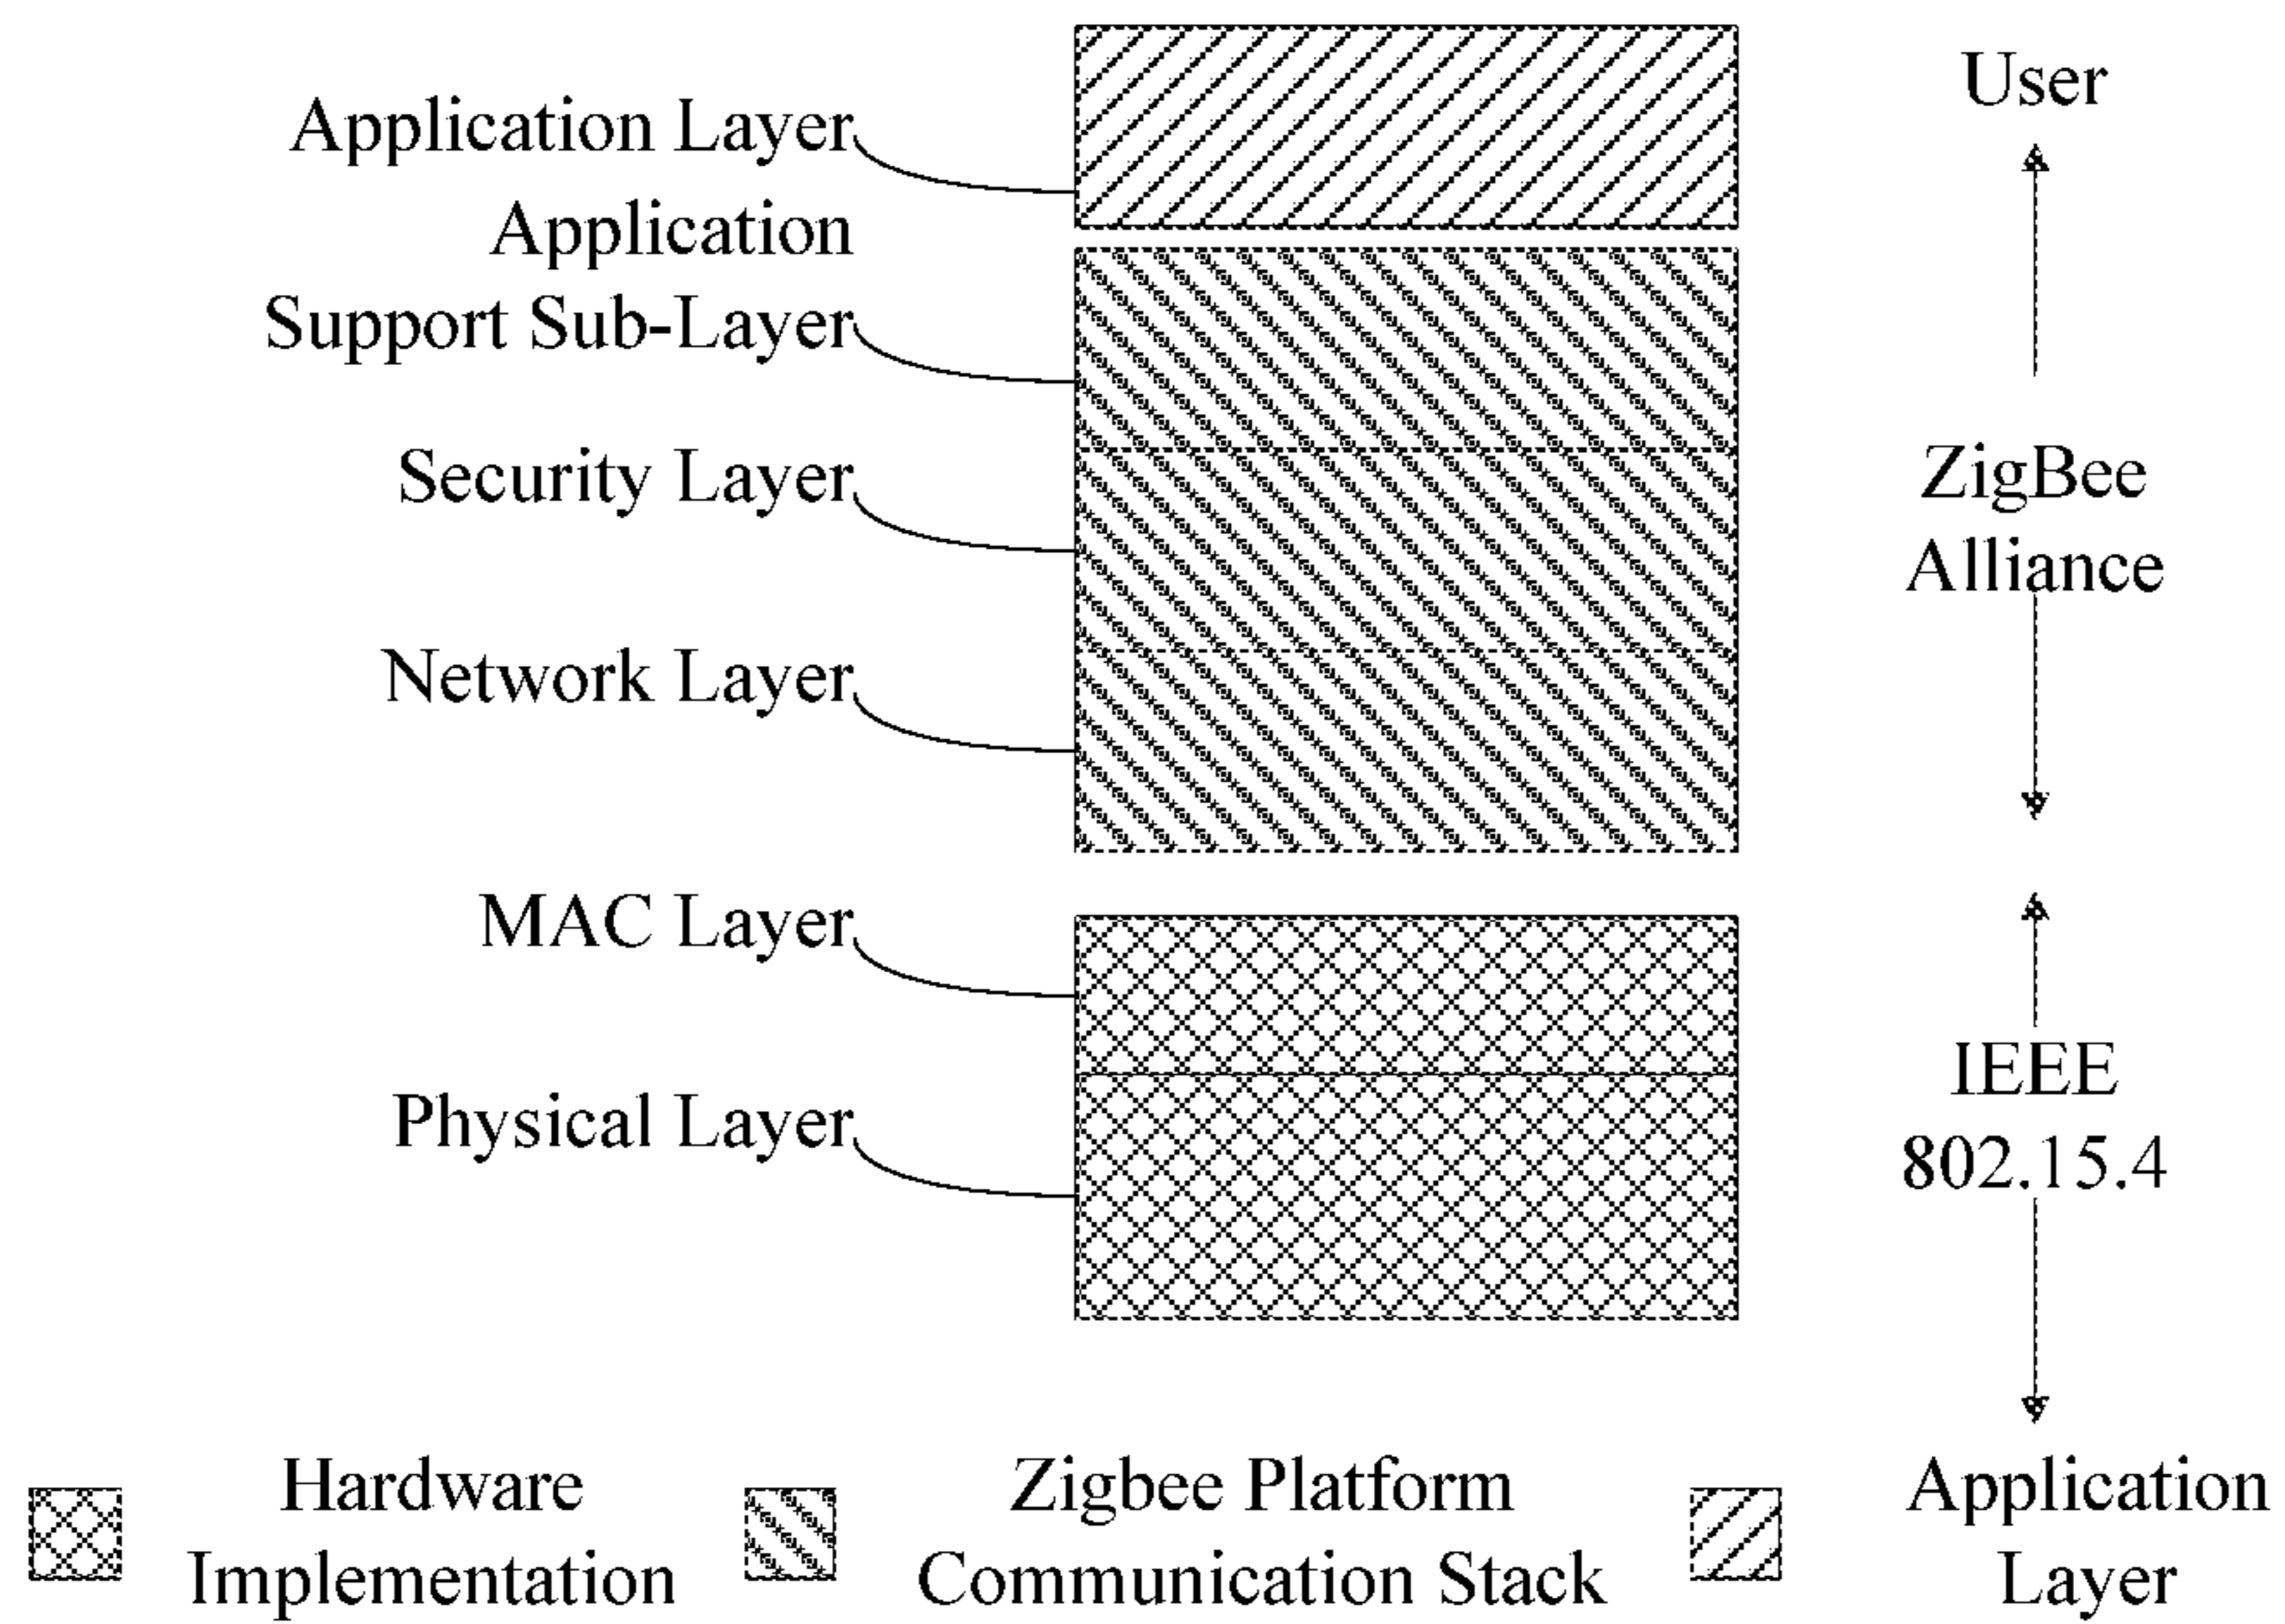 Application Layer
Application
Support Sub-Layer
Security Layer
Network Layer
MAC Layer
Physical Layer
User
ZigBee
Alliance
IEEE
802.15.4
Hardware
Implementation
Zigbee Platform
Communication Stack
Application
Layer